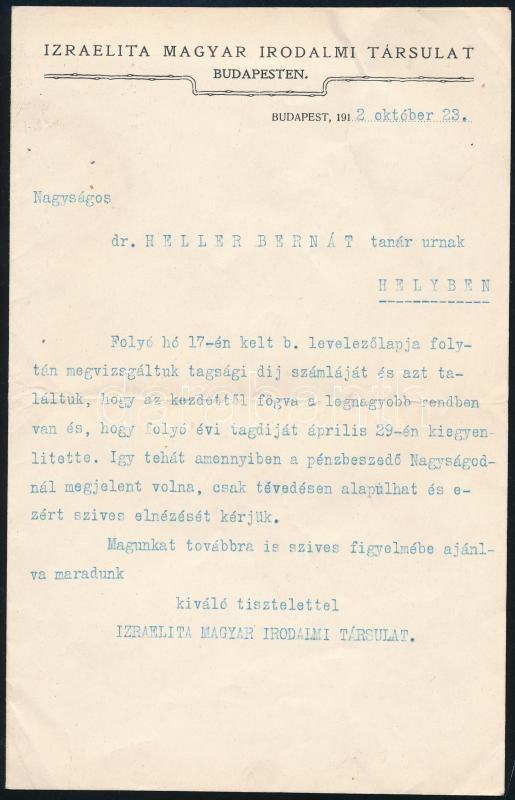 IZRAELITA MAGYAR IRODALMI TÁRSULAT
BUDAPESTEN.
BUDAPEST, 191 2 október 23.
Nagyságos
dr. HELLER BERNÁT tanár urnak
HELYBEN
Folyó hó 17-én kelt b. levelezőlapja foly-
tán megvizsgáltuk tagsági dij számláját és azt ta-
láltuk, hogy az kezdettől fogva a legnagyobb rendben
van és, hogy folyó évi tagdiját április 29-én kiegyen-
litette. Igy tehát amennyiben a pénzbeszedő Nagyságod-
nál megjelent volna, csak tévedésen alapulhat és e-
zért szives elnézését kérjük.
Magunkat továbbra is szives figyelmébe ajánl-
va maradunk
kiváló tisztelettel
IZRAELITA MAGYAR IRODALMI TÁRSULAT.
darabanth